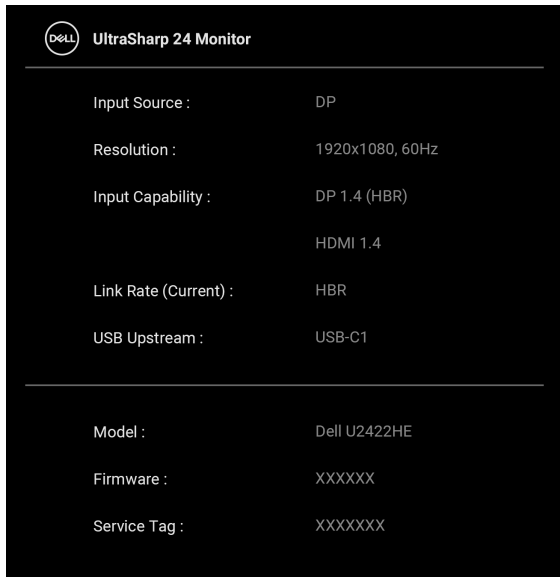 DELL UltraSharp 24 Monitor
Input Source : DP
Resolution : 1920x1080, 60Hz
Input Capability : DP 1.4 (HBR)
HDMI 1.4
Link Rate (Current) : HBR
USB Upstream : USB-C1
Model : Dell U2422HE
Firmware : XXXXXX
Service Tag : XXXXXXX